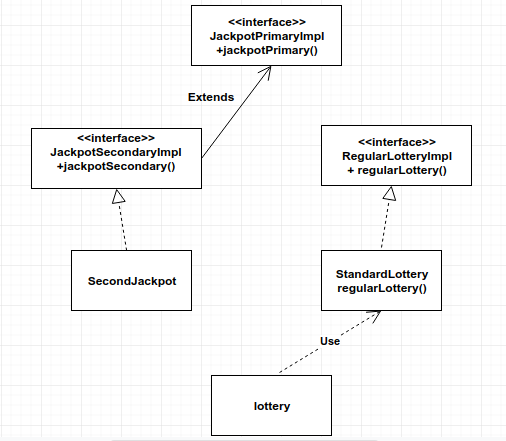 <<interface>>
JackpotPrimaryImpl
+jackpotPrimary()
Extends
<<interface>>
JackpotSecondaryImpl
+jackpotSecondary()
<<interface>>
RegularLotteryImpl
+ regularLottery()
SecondJackpot
StandardLottery
regularLottery()
Use
lottery